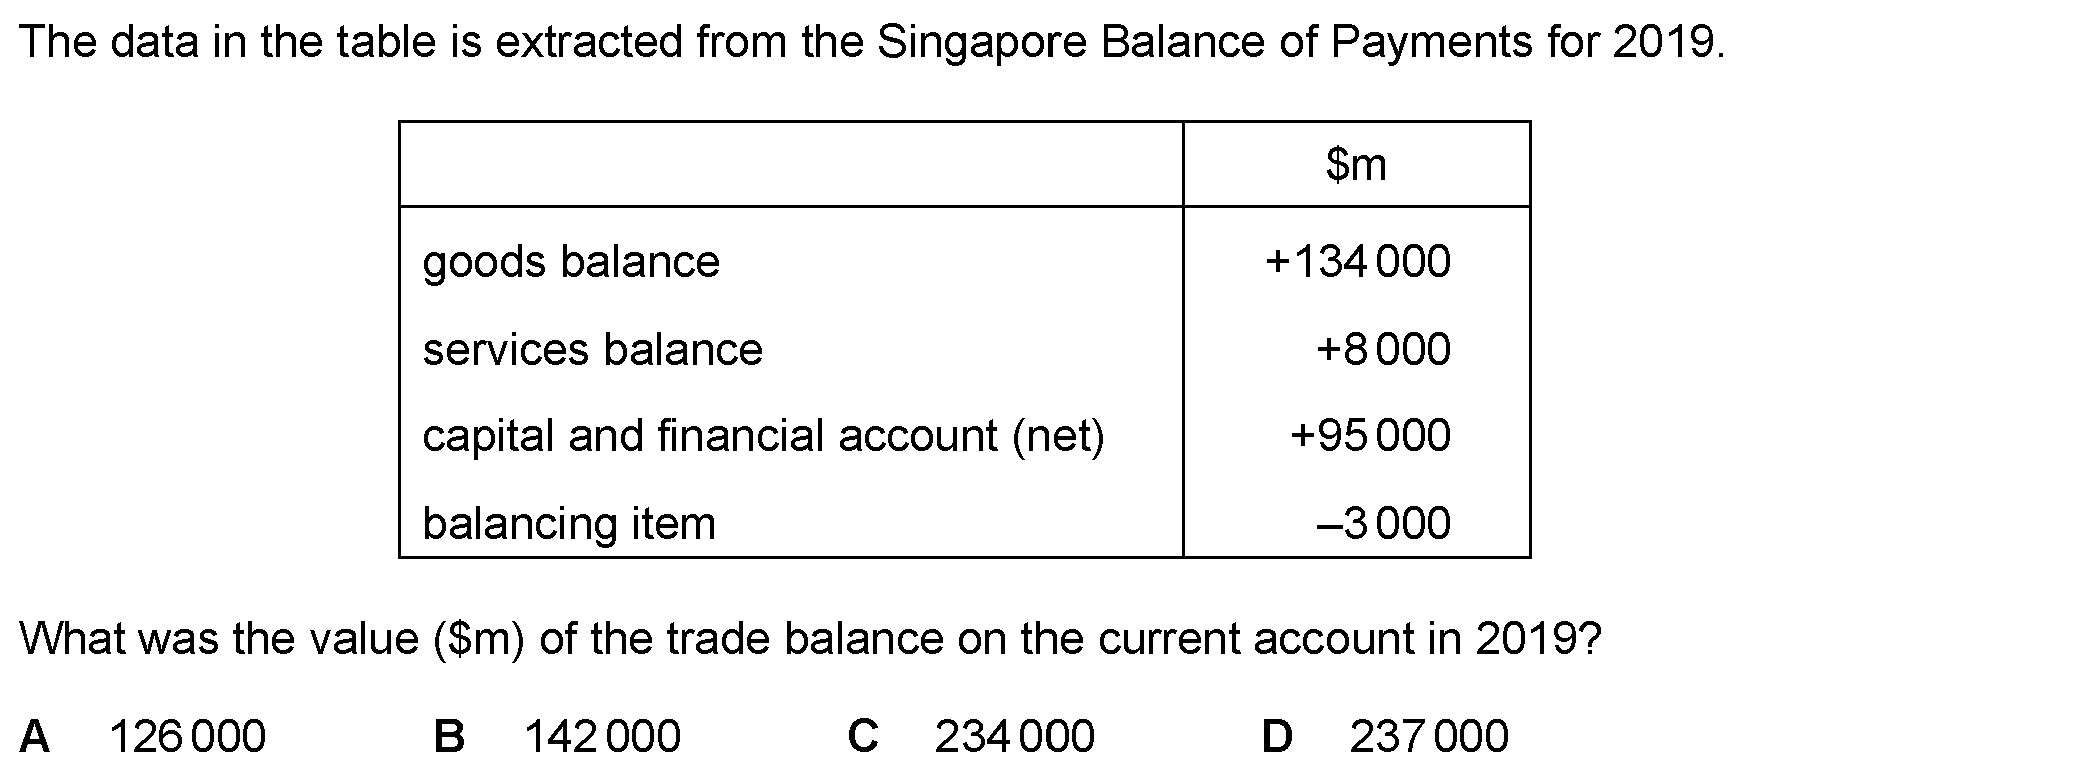 The data in the table is extracted from the Singapore Balance of Payments for 2019.
$m
goods balance +134 000
services balance +8 000
capital and financial account (net) +95 000
balancing item –3 000
What was the value ($m) of the trade balance on the current account in 2019?
A 126 000 B 142 000 C 234 000 D 237 000